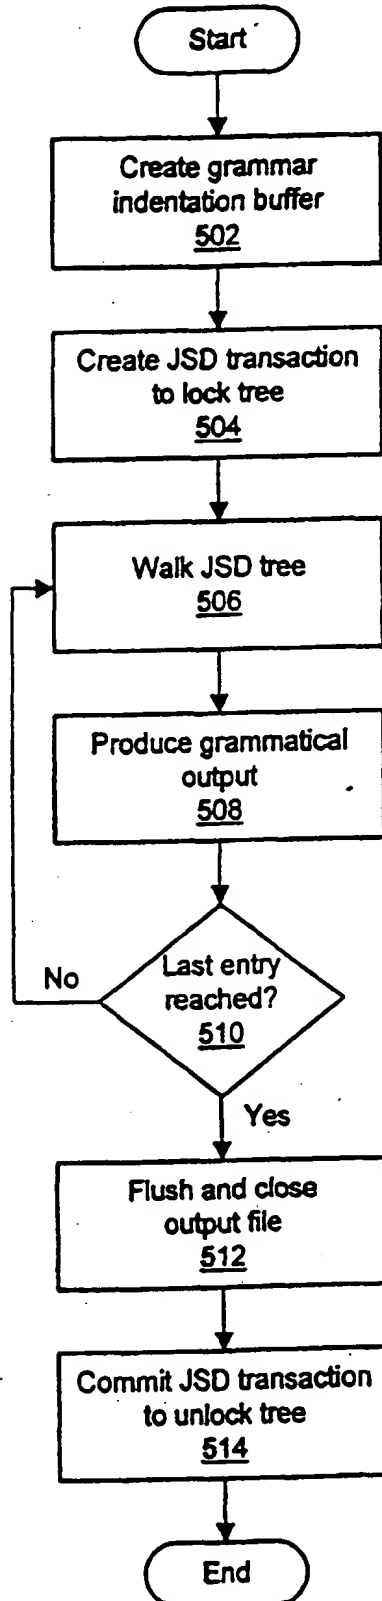 Start
Create grammar
indentation buffer
502
Create JSD transaction
to lock tree
504
Walk JSD tree
506
Produce grammatical
output
508
Last entry
reached?
510
No
Yes
Flush and close
output file
512
Commit JSD transaction
to unlock tree
514
End